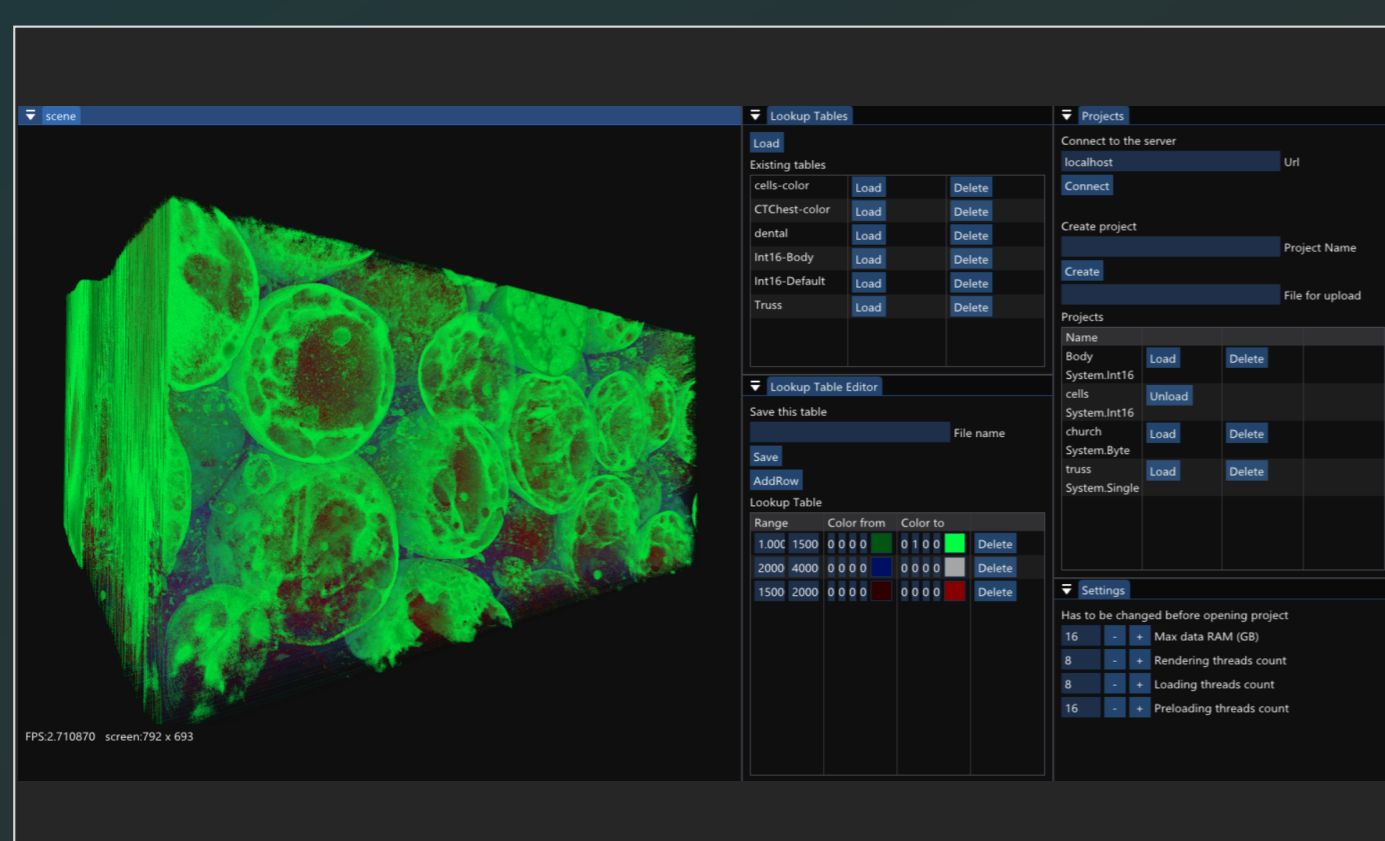 scene
FPS:2.710870 screen:792 x 693
Lookup Tables
Load
Existing tables
cells-color Load Delete
CTChest-color Load Delete
dental Load Delete
Int16-Body Load Delete
Int16-Default Load Delete
Truss Load Delete
Lookup Table Editor
Save this table
File name
Save
AddRow
Lookup Table
Range Color from Color to
1.00 1500 0 0 0 0 0 1 0 0 Delete
2000 4000 0 0 0 0 0 0 0 0 Delete
1500 2000 0 0 0 0 0 0 0 0 Delete
Projects
Connect to the server
localhost Url
Connect
Create project
Project Name
Create
File for upload
Projects
Name
Body Load Delete
System.Int16
cells Unload
System.Int16
church Load Delete
System.Byte
truss Load Delete
System.Single
Settings
Has to be changed before opening project
16 - + Max data RAM (GB)
8 - + Rendering threads count
8 - + Loading threads count
16 - + Preloading threads count